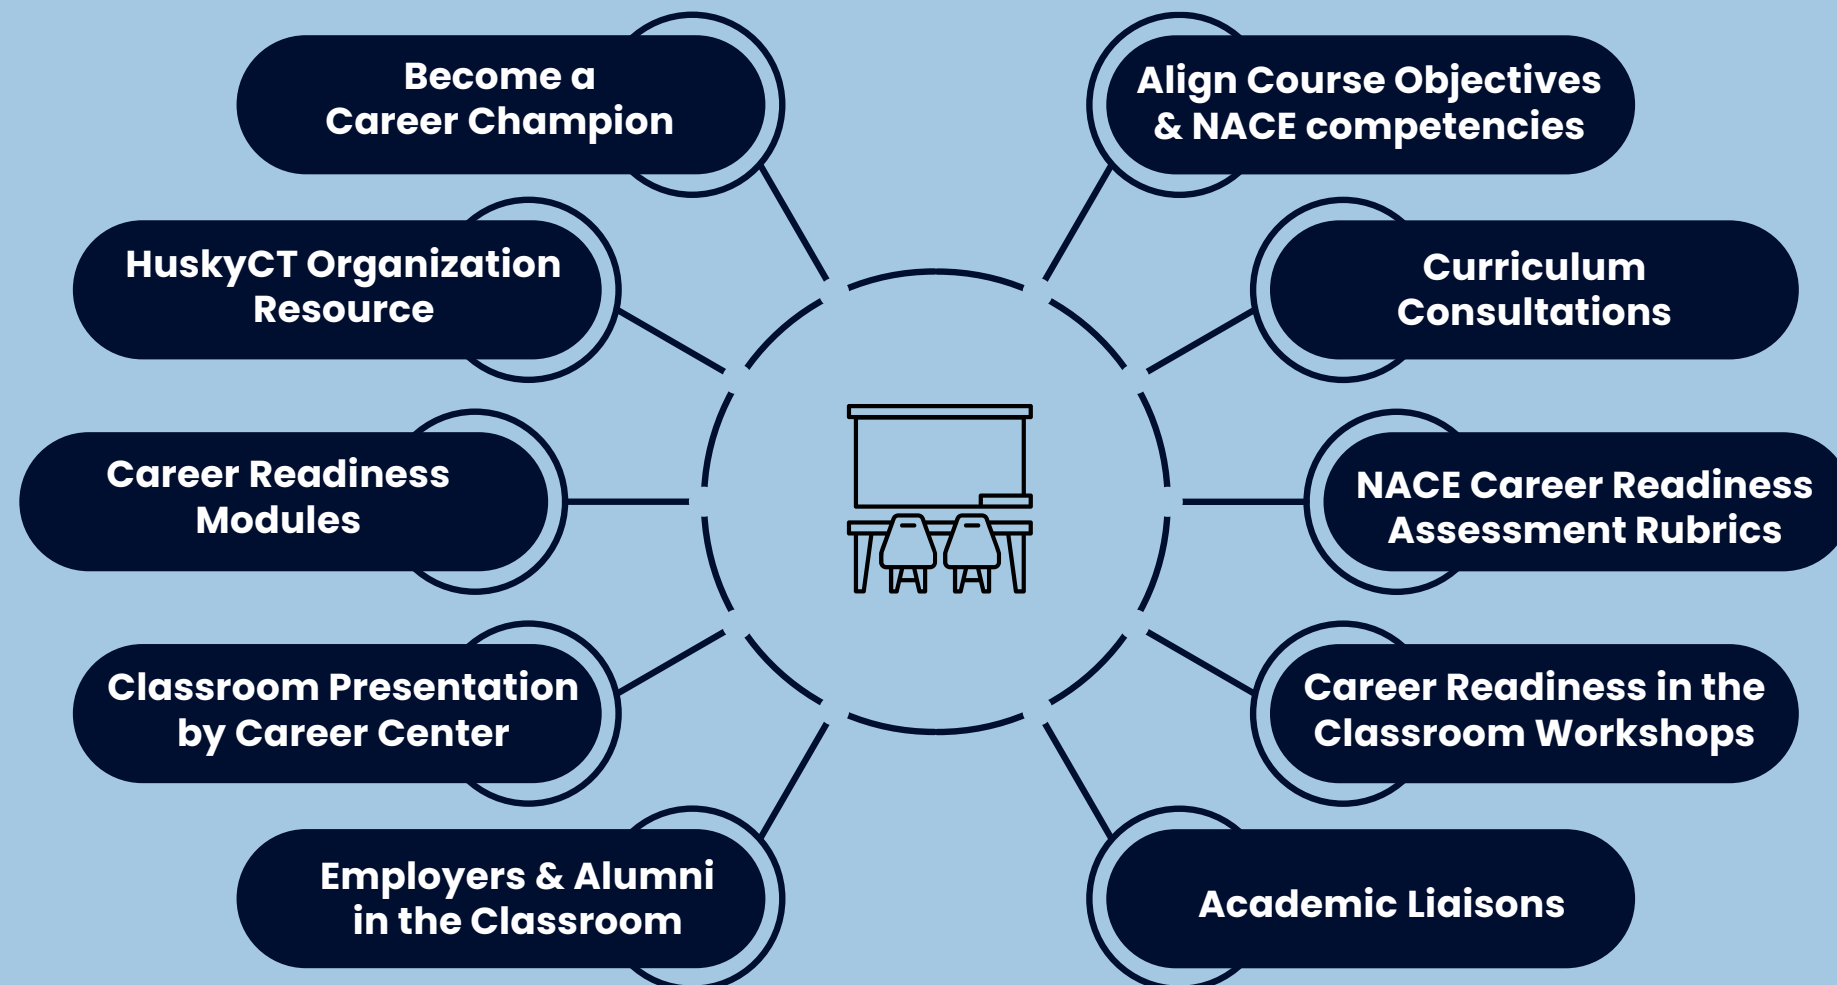 Become a
Career Champion
HuskyCT Organization
Resource
Career Readiness
Modules
Classroom Presentation
by Career Center
Employers & Alumni
in the Classroom
Align Course Objectives
& NACE competencies
Curriculum
Consultations
NACE Career Readiness
Assessment Rubrics
Career Readiness in the
Classroom Workshops
Academic Liaisons